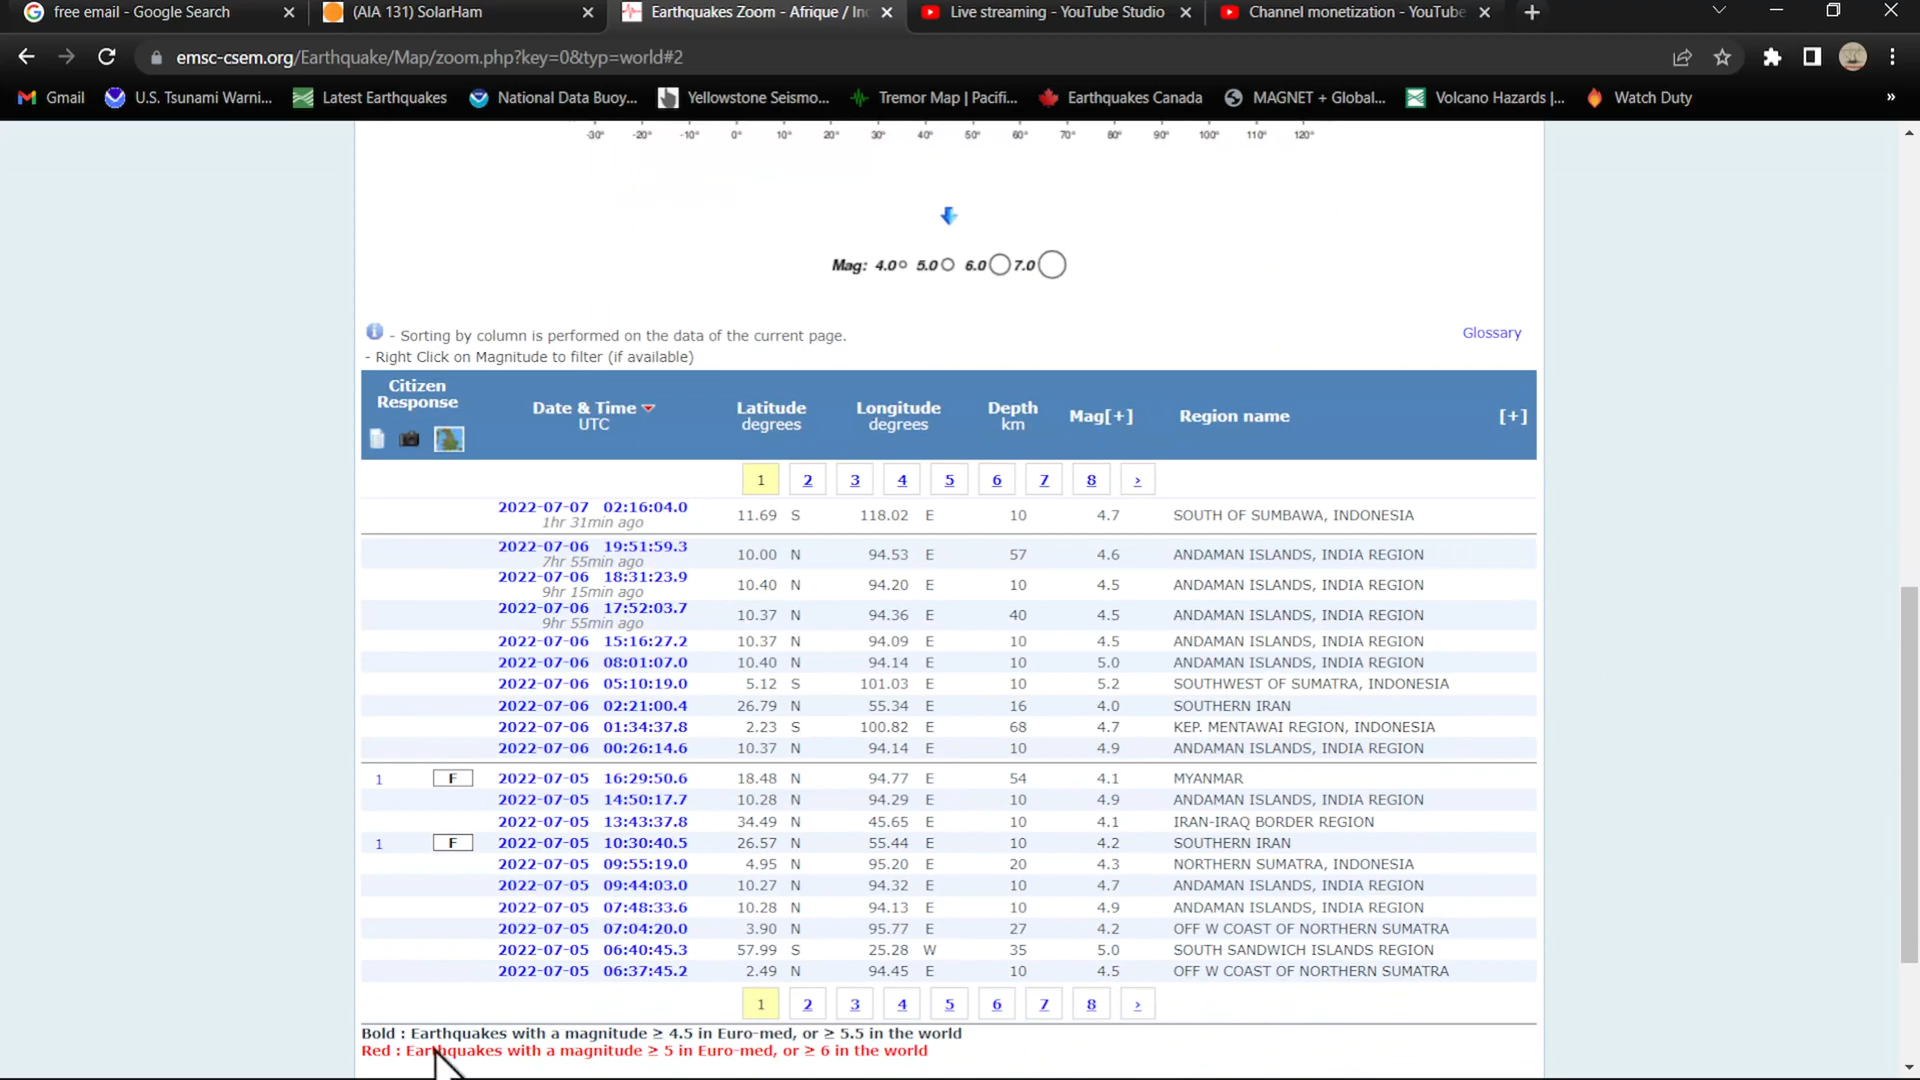 free email - Google Search
(AIA 131) SolarHam
Earthquakes Zoom - Afrique / In
Live streaming - YouTube Studio
Channel monetization - YouTube
emsc-csem.org/Earthquake/Map/zoom.php?key=0&typ=world#2
Gmail
U.S. Tsunami Warni...
Latest Earthquakes
National Data Buoy...
Yellowstone Seismo...
Tremor Map | Pacifi...
Earthquakes Canada
MAGNET + Global...
Volcano Hazards |...
Watch Duty
»
-30° -20° -10° 0° 10° 20° 30° 40° 50° 60° 70° 80° 90° 100° 110° 120°
Mag: 4.0 5.0 6.0 7.0
- Sorting by column is performed on the data of the current page.
Glossary
- Right Click on Magnitude to filter (if available)
Citizen Response
Date & Time UTC
Latitude degrees
Longitude degrees
Depth km
Mag[+]
Region name
[+]
1 2 3 4 5 6 7 8 ›
2022-07-07 02:16:04.0 11.69 S 118.02 E 10 4.7 SOUTH OF SUMBAWA, INDONESIA
1hr 31min ago
2022-07-06 19:51:59.3 10.00 N 94.53 E 57 4.6 ANDAMAN ISLANDS, INDIA REGION
7hr 55min ago
2022-07-06 18:31:23.9 10.40 N 94.20 E 10 4.5 ANDAMAN ISLANDS, INDIA REGION
9hr 15min ago
2022-07-06 17:52:03.7 10.37 N 94.36 E 40 4.5 ANDAMAN ISLANDS, INDIA REGION
9hr 55min ago
2022-07-06 15:16:27.2 10.37 N 94.09 E 10 4.5 ANDAMAN ISLANDS, INDIA REGION
2022-07-06 08:01:07.0 10.40 N 94.14 E 10 5.0 ANDAMAN ISLANDS, INDIA REGION
2022-07-06 05:10:19.0 5.12 S 101.03 E 10 5.2 SOUTHWEST OF SUMATRA, INDONESIA
2022-07-06 02:21:00.4 26.79 N 55.34 E 16 4.0 SOUTHERN IRAN
2022-07-06 01:34:37.8 2.23 S 100.82 E 68 4.7 KEP. MENTAWAI REGION, INDONESIA
2022-07-06 00:26:14.6 10.37 N 94.14 E 10 4.9 ANDAMAN ISLANDS, INDIA REGION
1 F 2022-07-05 16:29:50.6 18.48 N 94.77 E 54 4.1 MYANMAR
2022-07-05 14:50:17.7 10.28 N 94.29 E 10 4.9 ANDAMAN ISLANDS, INDIA REGION
2022-07-05 13:43:37.8 34.49 N 45.65 E 10 4.1 IRAN-IRAQ BORDER REGION
1 F 2022-07-05 10:30:40.5 26.57 N 55.44 E 10 4.2 SOUTHERN IRAN
2022-07-05 09:55:19.0 4.95 N 95.20 E 20 4.3 NORTHERN SUMATRA, INDONESIA
2022-07-05 09:44:03.0 10.27 N 94.32 E 10 4.7 ANDAMAN ISLANDS, INDIA REGION
2022-07-05 07:48:33.6 10.28 N 94.13 E 10 4.9 ANDAMAN ISLANDS, INDIA REGION
2022-07-05 07:04:20.0 3.90 N 95.77 E 27 4.2 OFF W COAST OF NORTHERN SUMATRA
2022-07-05 06:40:45.3 57.99 S 25.28 W 35 5.0 SOUTH SANDWICH ISLANDS REGION
2022-07-05 06:37:45.2 2.49 N 94.45 E 10 4.5 OFF W COAST OF NORTHERN SUMATRA
1 2 3 4 5 6 7 8 ›
Bold : Earthquakes with a magnitude ≥ 4.5 in Euro-med, or ≥ 5.5 in the world
Red : Earthquakes with a magnitude ≥ 5 in Euro-med, or ≥ 6 in the world